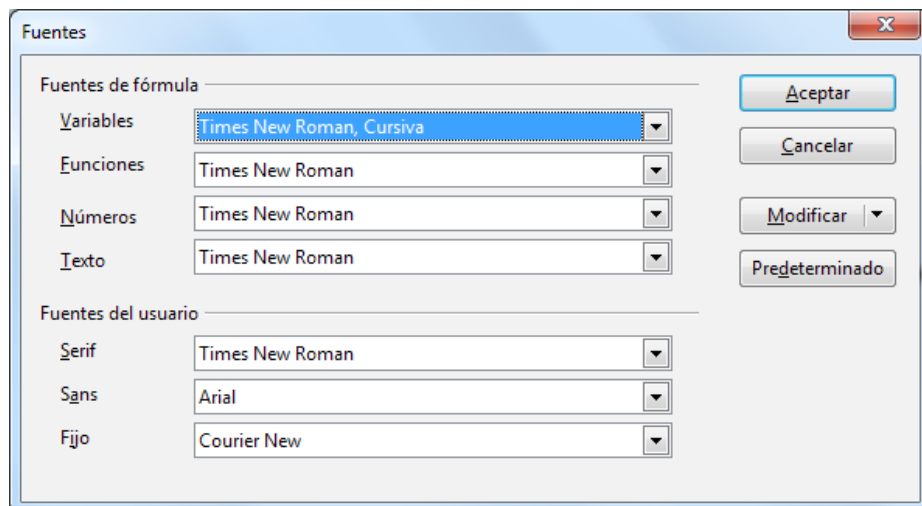 Fuentes
Fuentes de fórmula
Variables Times New Roman, Cursiva
Funciones Times New Roman
Números Times New Roman
Texto Times New Roman
Fuentes del usuario
Serif Times New Roman
Sans Arial
Fijo Courier New
Aceptar
Cancelar
Modificar
Predeterminado